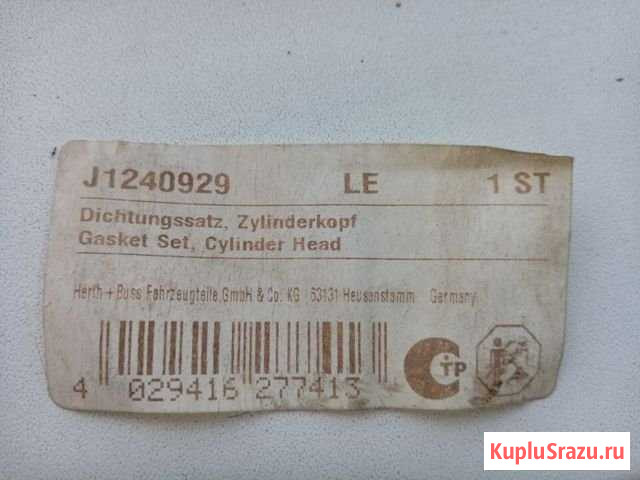 J1240929 LE 1 ST
Dichtungssatz, Zylinderkopf
Gasket Set, Cylinder Head
Herth + Buss Fahrzeugteile GmbH & Co. KG 63131 Heusenstamm Germany
4 029416 277413
TP
KupluSrazu.ru